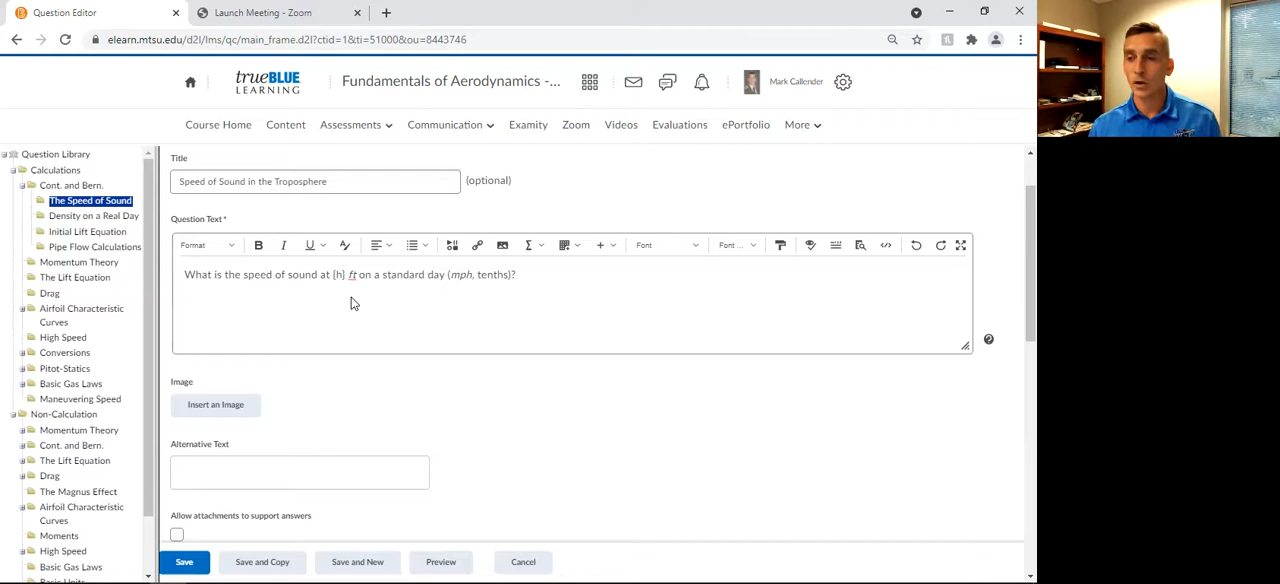 Question Editor
Launch Meeting - Zoom
elearn.mtsu.edu/d2l/lms/qc/main_frame.d2l?ctid=1&ti=51000&ou=8443746
trueBLUE
LEARNING
Fundamentals of Aerodynamics -...
Mark Callender
Course Home
Content
Assessments
Communication
Examity
Zoom
Videos
Evaluations
ePortfolio
More
Question Library
Calculations
Cont. and Bern.
The Speed of Sound
Density on a Real Day
Initial Lift Equation
Pipe Flow Calculations
Momentum Theory
The Lift Equation
Drag
Airfoil Characteristic
Curves
High Speed
Conversions
Pitot-Statics
Basic Gas Laws
Maneuvering Speed
Non-Calculation
Momentum Theory
Cont. and Bern.
The Lift Equation
Drag
The Magnus Effect
Airfoil Characteristic
Curves
Moments
High Speed
Basic Gas Laws
Basic Units
Title
Speed of Sound in the Troposphere
(optional)
Question Text *
Format
Font
Font ...
What is the speed of sound at [h] ft on a standard day (mph, tenths)?
Image
Insert an Image
Alternative Text
Allow attachments to support answers
Save
Save and Copy
Save and New
Preview
Cancel